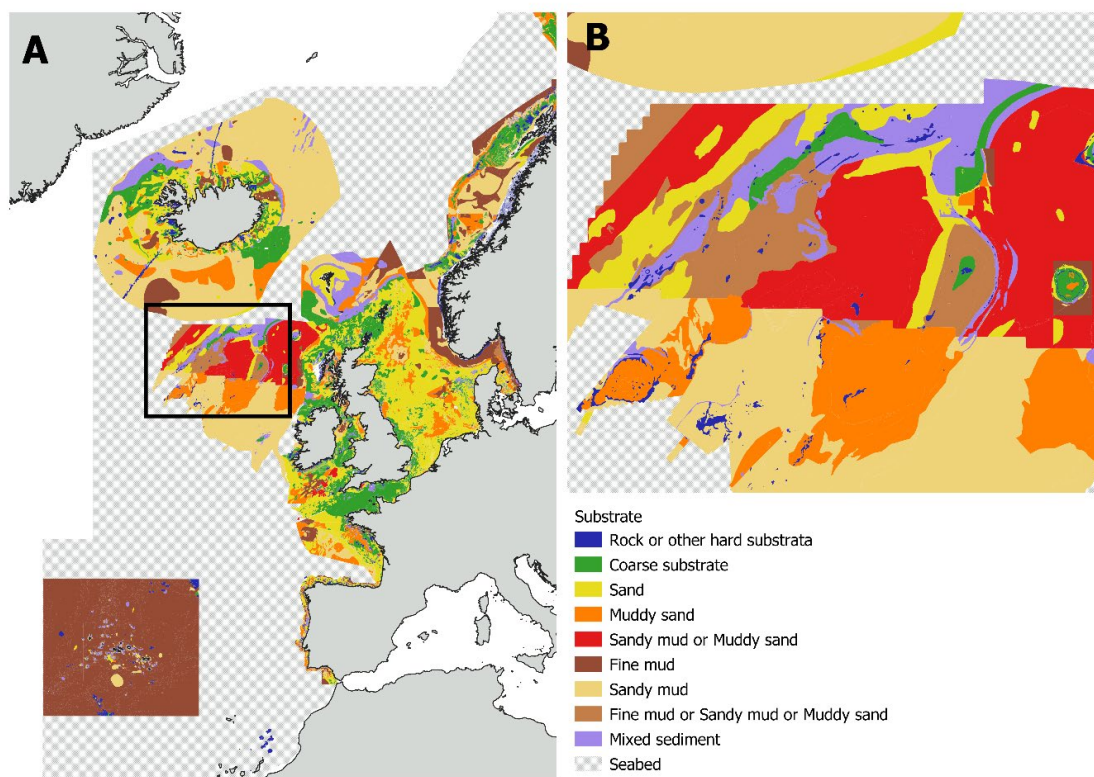 A
B
Substrate
Rock or other hard substrata
Coarse substrate
Sand
Muddy sand
Sandy mud or Muddy sand
Fine mud
Sandy mud
Fine mud or Sandy mud or Muddy sand
Mixed sediment
Seabed